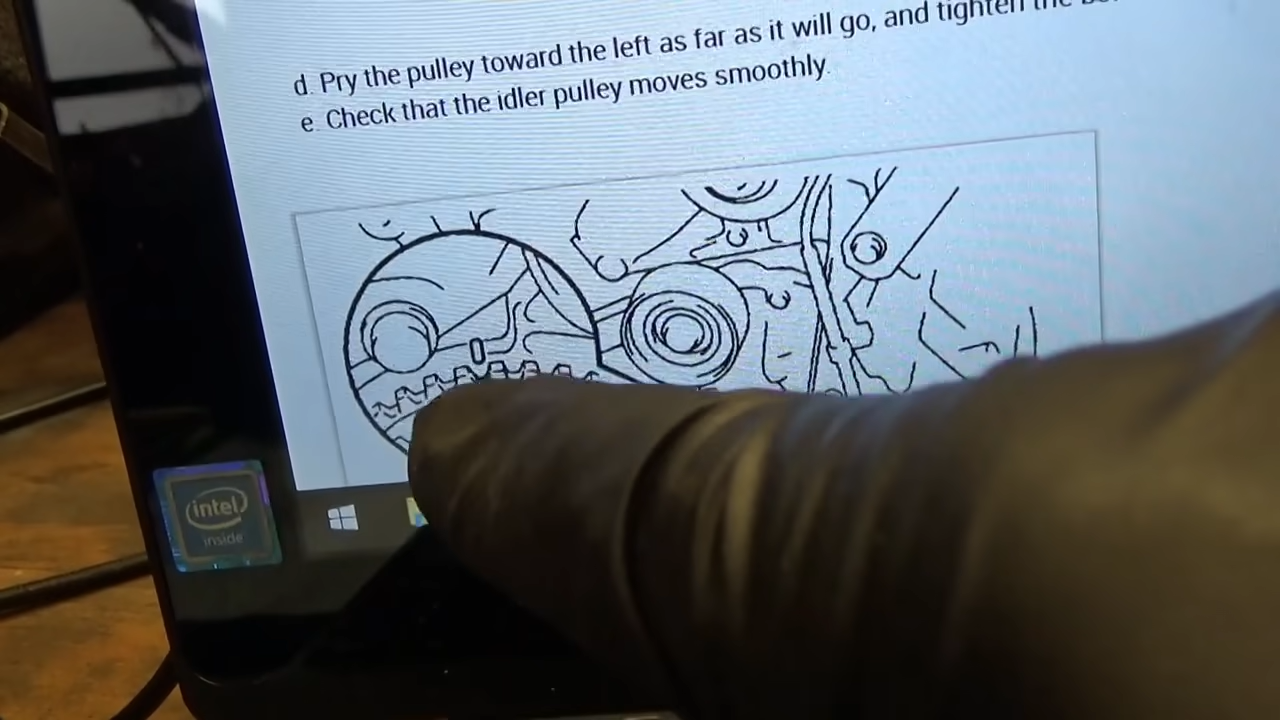 d. Pry the pulley toward the left as far as it will go, and tighten the
e. Check that the idler pulley moves smoothly.
intel
inside